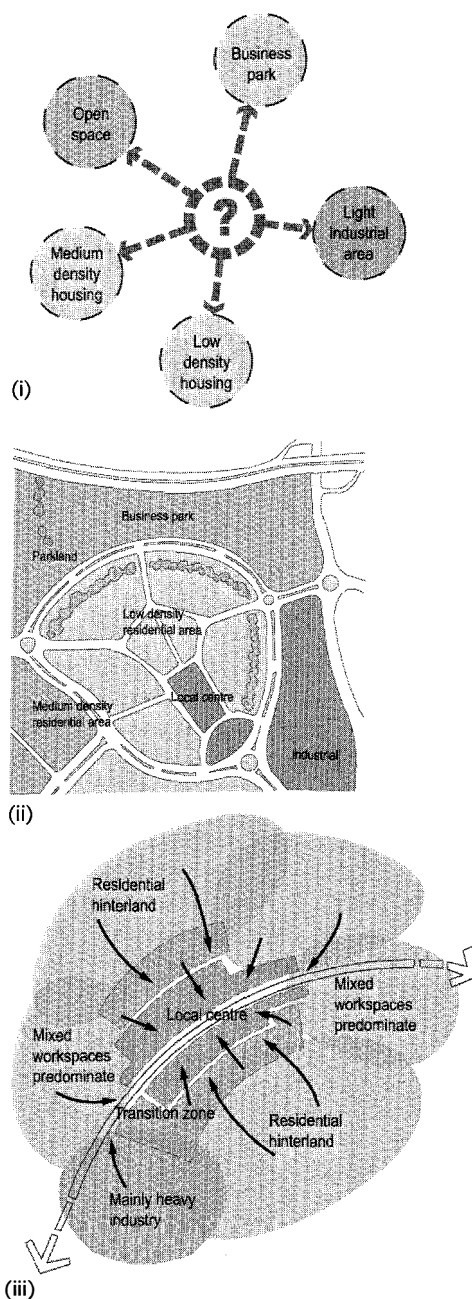 Business
park
Open
space
?
Light
industrial
area
Medium
density
housing
Low
density
housing
(i)
Business park
Parkland
Low density
residential area
Medium density
residential area
Local centre
Industrial
(ii)
Residential
hinterland
Mixed
workspaces
predominate
Local centre
Mixed
workspaces
predominate
Transition zone
Residential
hinterland
Mainly heavy
industry
(iii)